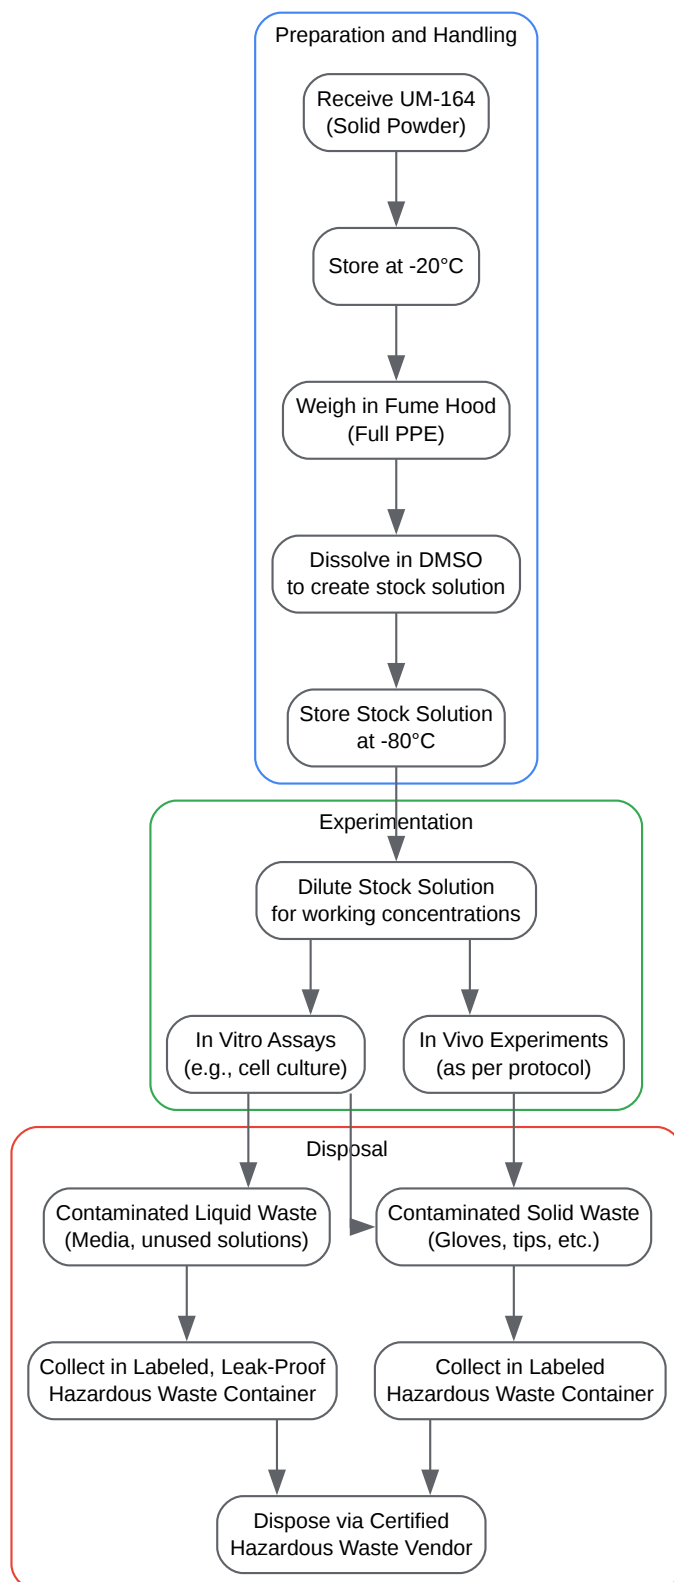 Preparation and Handling
Receive UM-164
(Solid Powder)
Store at -20°C
Weigh in Fume Hood
(Full PPE)
Dissolve in DMSO
to create stock solution
Store Stock Solution
at -80°C
Experimentation
Dilute Stock Solution
for working concentrations
In Vitro Assays
(e.g., cell culture)
In Vivo Experiments
(as per protocol)
Disposal
Contaminated Liquid Waste
(Media, unused solutions)
Contaminated Solid Waste
(Gloves, tips, etc.)
Collect in Labeled, Leak-Proof
Hazardous Waste Container
Collect in Labeled
Hazardous Waste Container
Dispose via Certified
Hazardous Waste Vendor